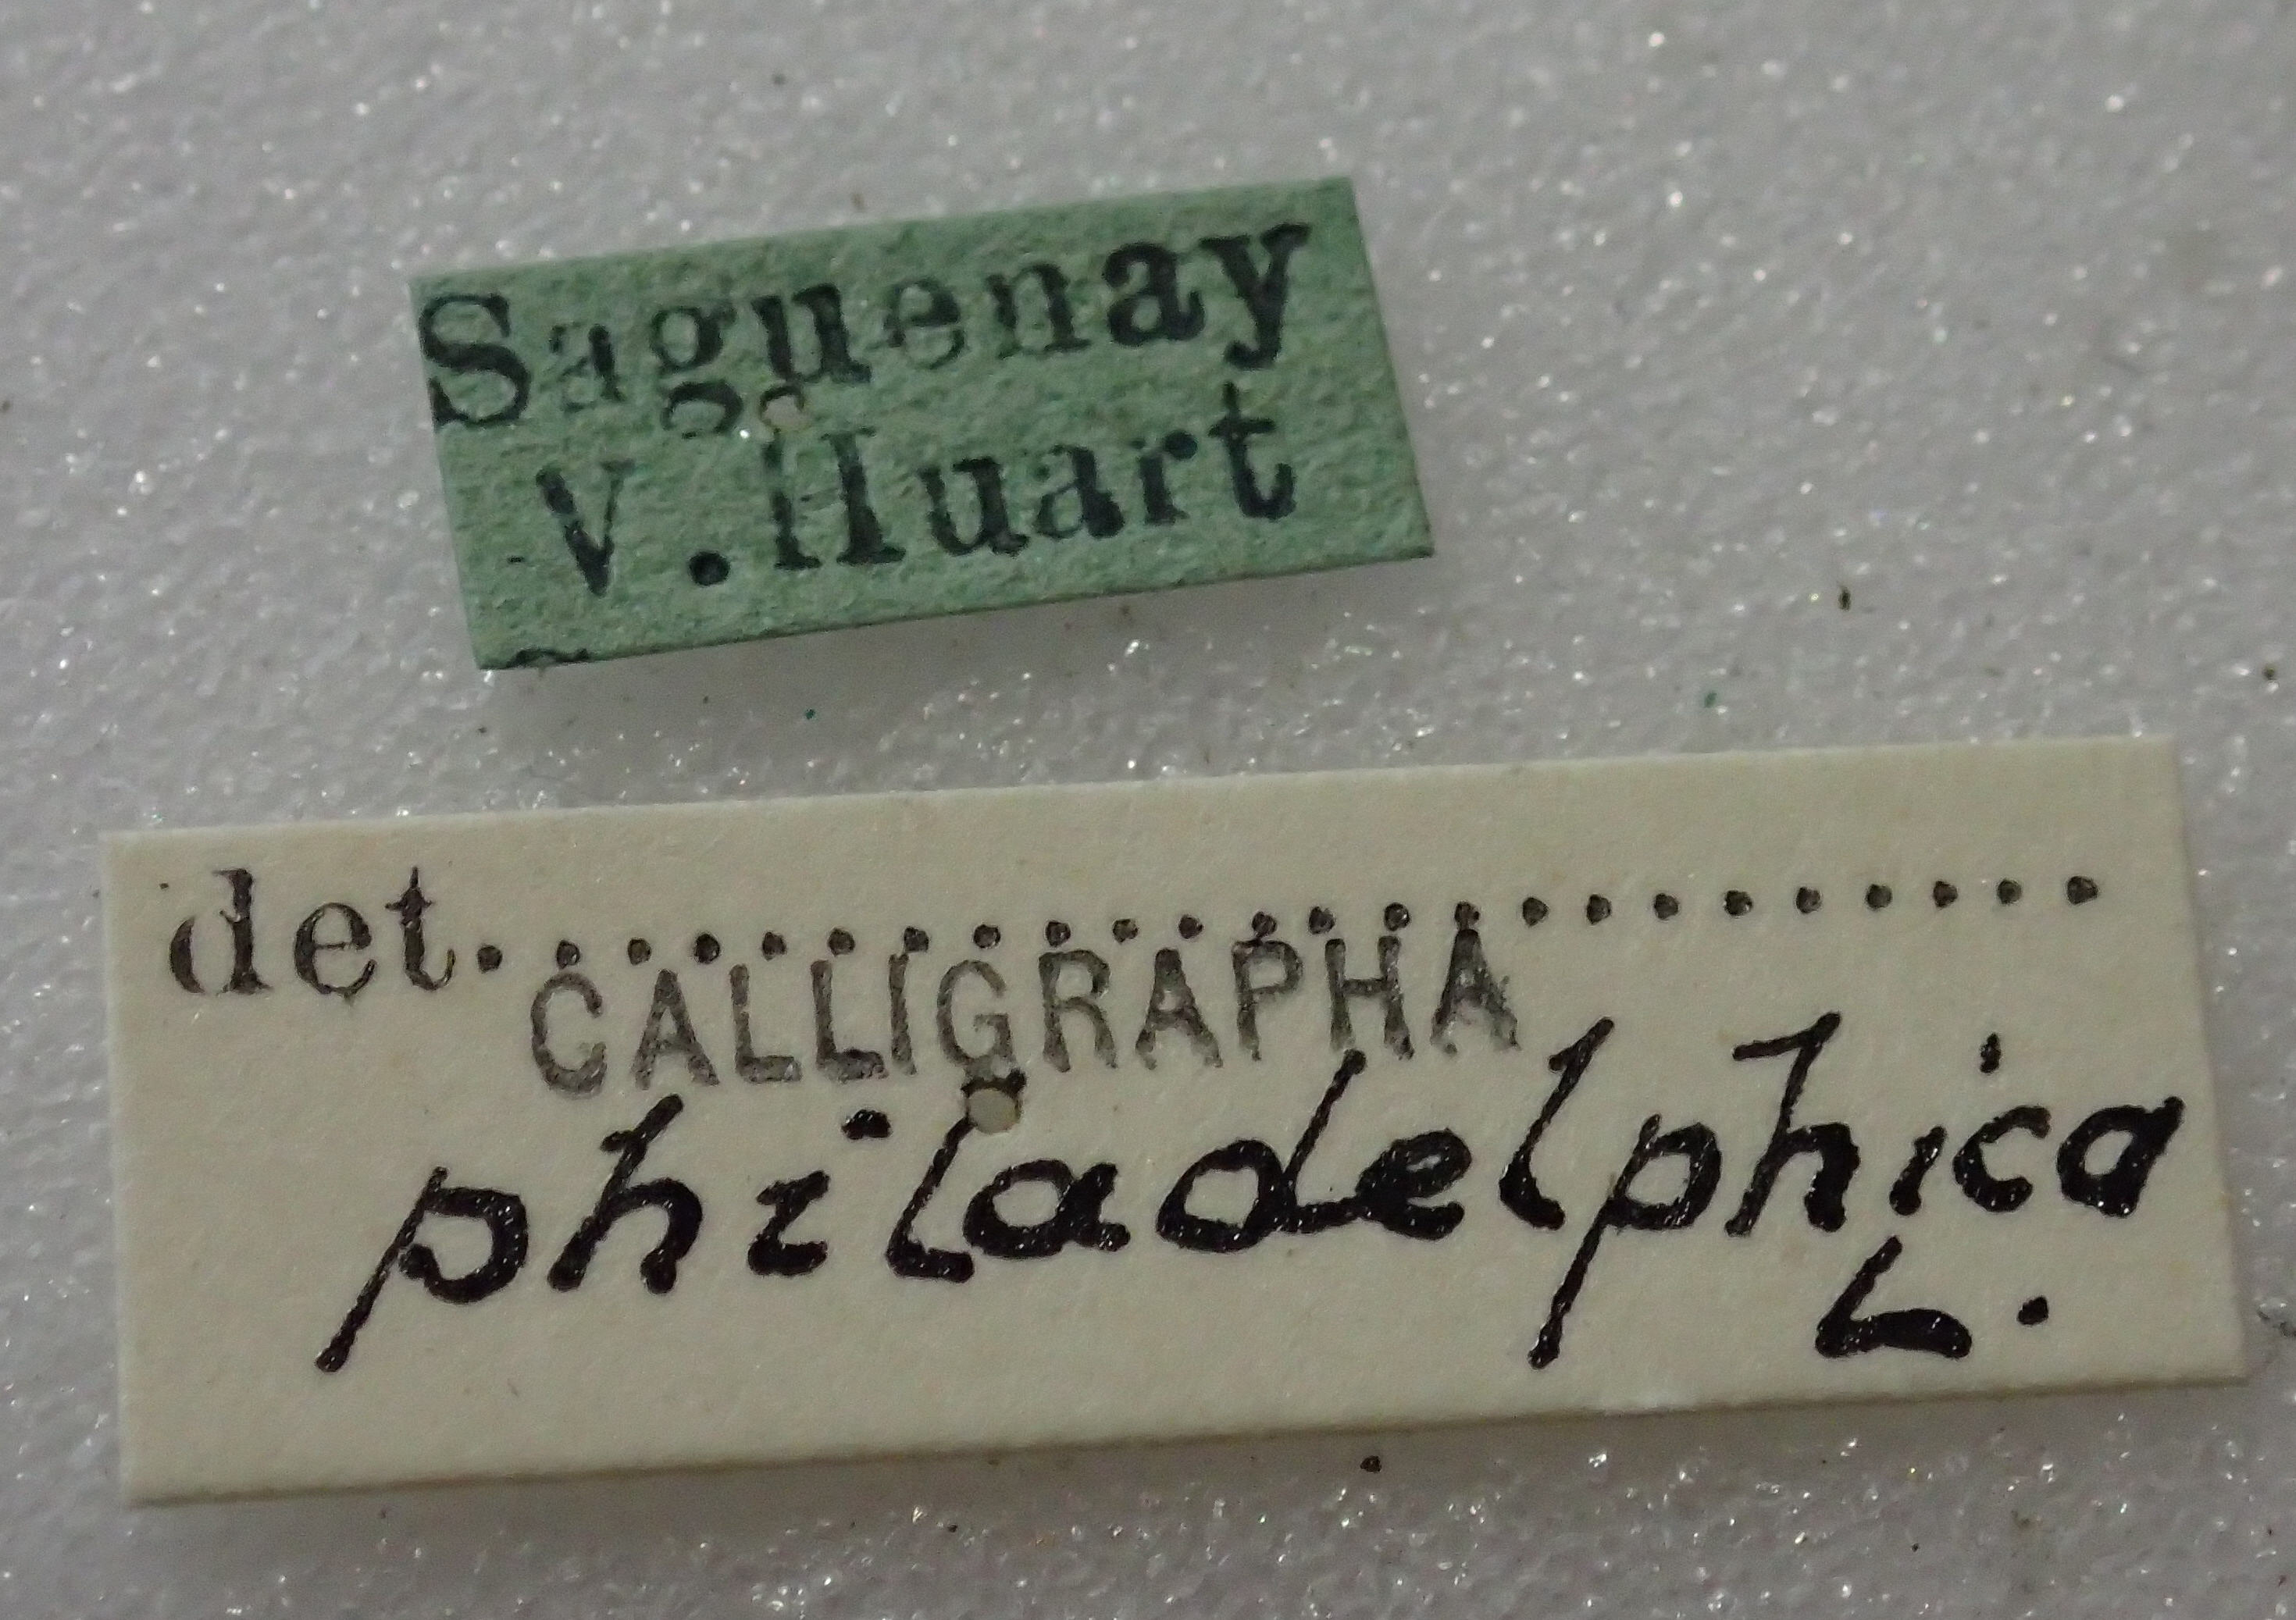 Saguenay
V. Huart
det..........................
CALLIGRAPHA
philadelphica
L.